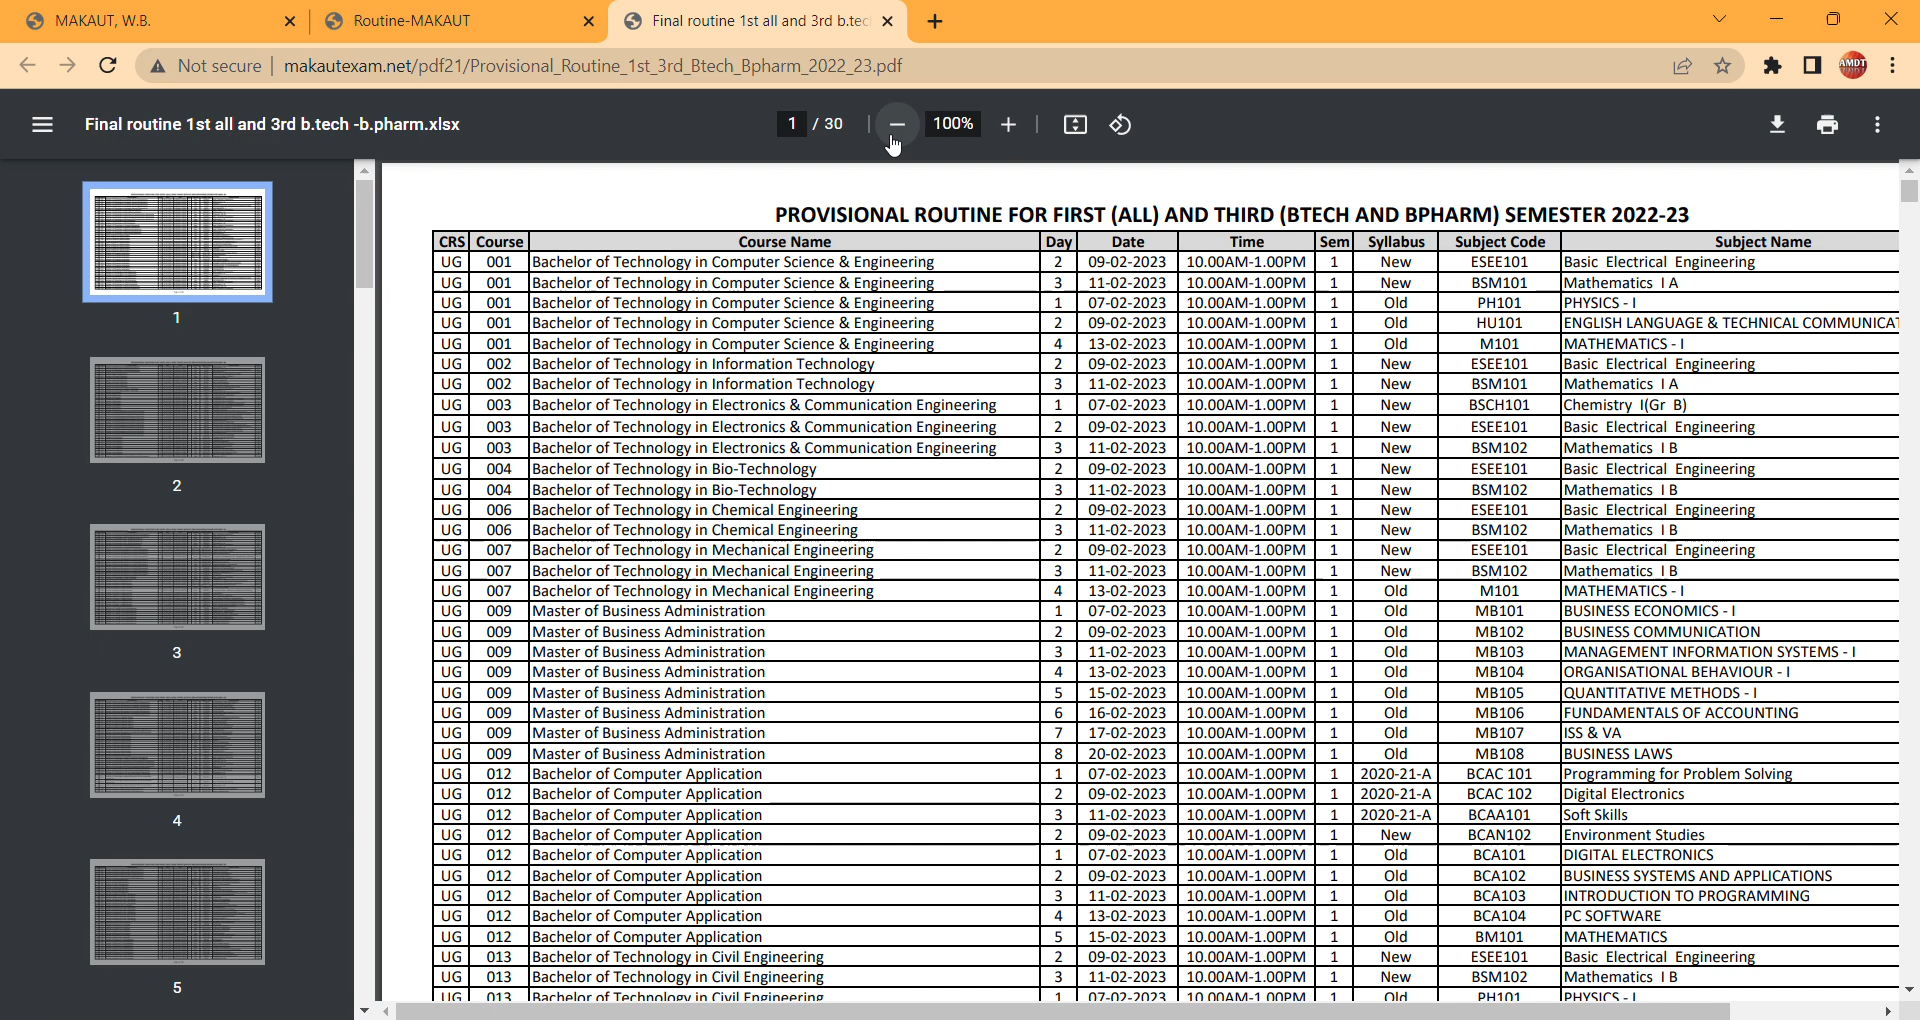 MAKAUT, W.B.
Routine-MAKAUT
Final routine 1st all and 3rd b.tec
Not secure | makautexam.net/pdf21/Provisional_Routine_1st_3rd_Btech_Bpharm_2022_23.pdf
AMDT
Final routine 1st all and 3rd b.tech -b.pharm.xlsx
1 / 30
100%
1
2
3
4
5
PROVISIONAL ROUTINE FOR FIRST (ALL) AND THIRD (BTECH AND BPHARM) SEMESTER 2022-23
CRS Course Course Name Day Date Time Sem Syllabus Subject Code Subject Name
UG 001 Bachelor of Technology in Computer Science & Engineering 2 09-02-2023 10.00AM-1.00PM 1 New ESEE101 Basic Electrical Engineering
UG 001 Bachelor of Technology in Computer Science & Engineering 3 11-02-2023 10.00AM-1.00PM 1 New BSM101 Mathematics I A
UG 001 Bachelor of Technology in Computer Science & Engineering 1 07-02-2023 10.00AM-1.00PM 1 Old PH101 PHYSICS - I
UG 001 Bachelor of Technology in Computer Science & Engineering 2 09-02-2023 10.00AM-1.00PM 1 Old HU101 ENGLISH LANGUAGE & TECHNICAL COMMUNICAT
UG 001 Bachelor of Technology in Computer Science & Engineering 4 13-02-2023 10.00AM-1.00PM 1 Old M101 MATHEMATICS - I
UG 002 Bachelor of Technology in Information Technology 2 09-02-2023 10.00AM-1.00PM 1 New ESEE101 Basic Electrical Engineering
UG 002 Bachelor of Technology in Information Technology 3 11-02-2023 10.00AM-1.00PM 1 New BSM101 Mathematics I A
UG 003 Bachelor of Technology in Electronics & Communication Engineering 1 07-02-2023 10.00AM-1.00PM 1 New BSCH101 Chemistry I(Gr B)
UG 003 Bachelor of Technology in Electronics & Communication Engineering 2 09-02-2023 10.00AM-1.00PM 1 New ESEE101 Basic Electrical Engineering
UG 003 Bachelor of Technology in Electronics & Communication Engineering 3 11-02-2023 10.00AM-1.00PM 1 New BSM102 Mathematics I B
UG 004 Bachelor of Technology in Bio-Technology 2 09-02-2023 10.00AM-1.00PM 1 New ESEE101 Basic Electrical Engineering
UG 004 Bachelor of Technology in Bio-Technology 3 11-02-2023 10.00AM-1.00PM 1 New BSM102 Mathematics I B
UG 006 Bachelor of Technology in Chemical Engineering 2 09-02-2023 10.00AM-1.00PM 1 New ESEE101 Basic Electrical Engineering
UG 006 Bachelor of Technology in Chemical Engineering 3 11-02-2023 10.00AM-1.00PM 1 New BSM102 Mathematics I B
UG 007 Bachelor of Technology in Mechanical Engineering 2 09-02-2023 10.00AM-1.00PM 1 New ESEE101 Basic Electrical Engineering
UG 007 Bachelor of Technology in Mechanical Engineering 3 11-02-2023 10.00AM-1.00PM 1 New BSM102 Mathematics I B
UG 007 Bachelor of Technology in Mechanical Engineering 4 13-02-2023 10.00AM-1.00PM 1 Old M101 MATHEMATICS - I
UG 009 Master of Business Administration 1 07-02-2023 10.00AM-1.00PM 1 Old MB101 BUSINESS ECONOMICS - I
UG 009 Master of Business Administration 2 09-02-2023 10.00AM-1.00PM 1 Old MB102 BUSINESS COMMUNICATION
UG 009 Master of Business Administration 3 11-02-2023 10.00AM-1.00PM 1 Old MB103 MANAGEMENT INFORMATION SYSTEMS - I
UG 009 Master of Business Administration 4 13-02-2023 10.00AM-1.00PM 1 Old MB104 ORGANISATIONAL BEHAVIOUR - I
UG 009 Master of Business Administration 5 15-02-2023 10.00AM-1.00PM 1 Old MB105 QUANTITATIVE METHODS - I
UG 009 Master of Business Administration 6 16-02-2023 10.00AM-1.00PM 1 Old MB106 FUNDAMENTALS OF ACCOUNTING
UG 009 Master of Business Administration 7 17-02-2023 10.00AM-1.00PM 1 Old MB107 ISS & VA
UG 009 Master of Business Administration 8 20-02-2023 10.00AM-1.00PM 1 Old MB108 BUSINESS LAWS
UG 012 Bachelor of Computer Application 1 07-02-2023 10.00AM-1.00PM 1 2020-21-A BCAC 101 Programming for Problem Solving
UG 012 Bachelor of Computer Application 2 09-02-2023 10.00AM-1.00PM 1 2020-21-A BCAC 102 Digital Electronics
UG 012 Bachelor of Computer Application 3 11-02-2023 10.00AM-1.00PM 1 2020-21-A BCAA101 Soft Skills
UG 012 Bachelor of Computer Application 2 09-02-2023 10.00AM-1.00PM 1 New BCAN102 Environment Studies
UG 012 Bachelor of Computer Application 1 07-02-2023 10.00AM-1.00PM 1 Old BCA101 DIGITAL ELECTRONICS
UG 012 Bachelor of Computer Application 2 09-02-2023 10.00AM-1.00PM 1 Old BCA102 BUSINESS SYSTEMS AND APPLICATIONS
UG 012 Bachelor of Computer Application 3 11-02-2023 10.00AM-1.00PM 1 Old BCA103 INTRODUCTION TO PROGRAMMING
UG 012 Bachelor of Computer Application 4 13-02-2023 10.00AM-1.00PM 1 Old BCA104 PC SOFTWARE
UG 012 Bachelor of Computer Application 5 15-02-2023 10.00AM-1.00PM 1 Old BM101 MATHEMATICS
UG 013 Bachelor of Technology in Civil Engineering 2 09-02-2023 10.00AM-1.00PM 1 New ESEE101 Basic Electrical Engineering
UG 013 Bachelor of Technology in Civil Engineering 3 11-02-2023 10.00AM-1.00PM 1 New BSM102 Mathematics I B
UG 013 Bachelor of Technology in Civil Engineering 1 07-02-2023 10.00AM-1.00PM 1 Old PH101 PHYSICS - I